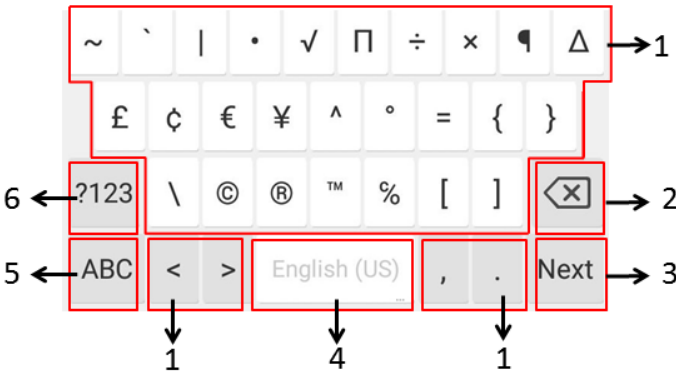 ~ ` | • √ Π ÷ × ¶ Δ 1
£ ¢ € ¥ ^ ° = { }
6 ?123 \ © ® ™ ℅ [ ] 2
5 ABC < > English (US) , . Next 3
...
1 4 1